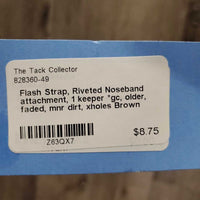 The Tack Collector
828360-49
Flash Strap, Riveted Noseband
attachment, 1 keeper *gc, older,
faded, mnr dirt, xholes Brown
$8.75
Z63QX7